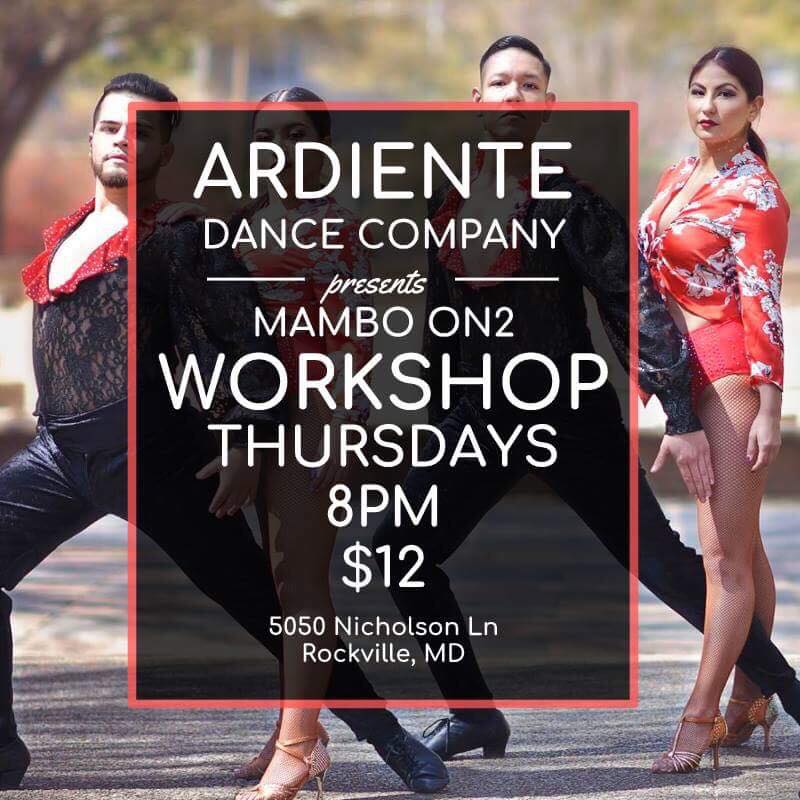 ARDIENTE
DANCE COMPANY
presents
MAMBO ON2
WORKSHOP
THURSDAYS
8PM
$12
5050 Nicholson Ln
Rockville, MD